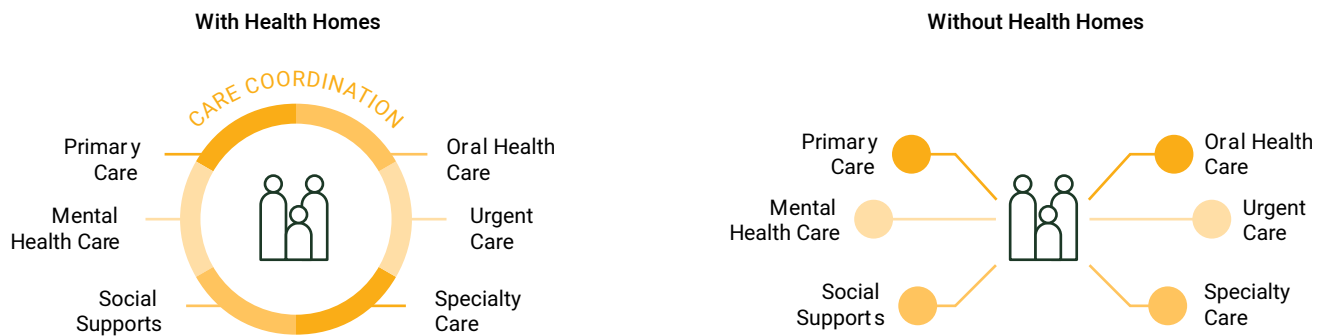 With Health Homes
CARE COORDINATION
Primary
Care
Oral Health
Care
Mental
Health Care
Urgent
Care
Social
Supports
Specialty
Care
Without Health Homes
Primary
Care
Oral Health
Care
Mental
Health Care
Urgent
Care
Social
Supports
Specialty
Care